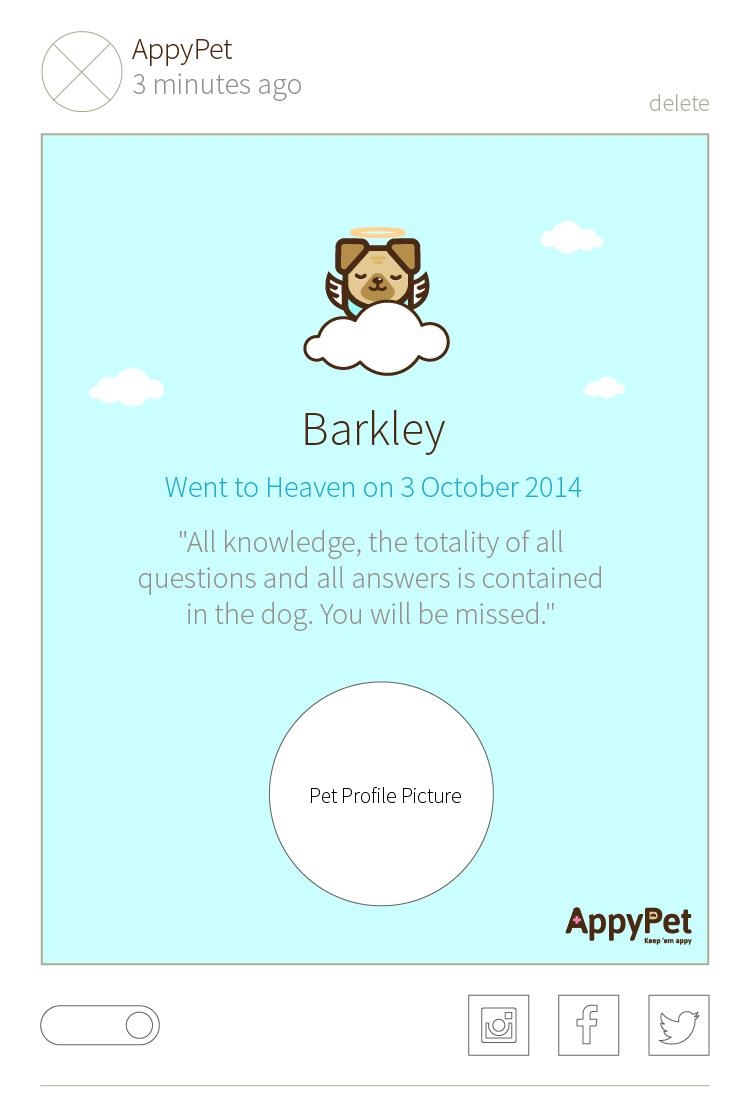 AppyPet
3 minutes ago
delete
Barkley
Went to Heaven on 3 October 2014
"All knowledge, the totality of all
questions and all answers is contained
in the dog. You will be missed."
Pet Profile Picture
AppyPet
Keep 'em appy